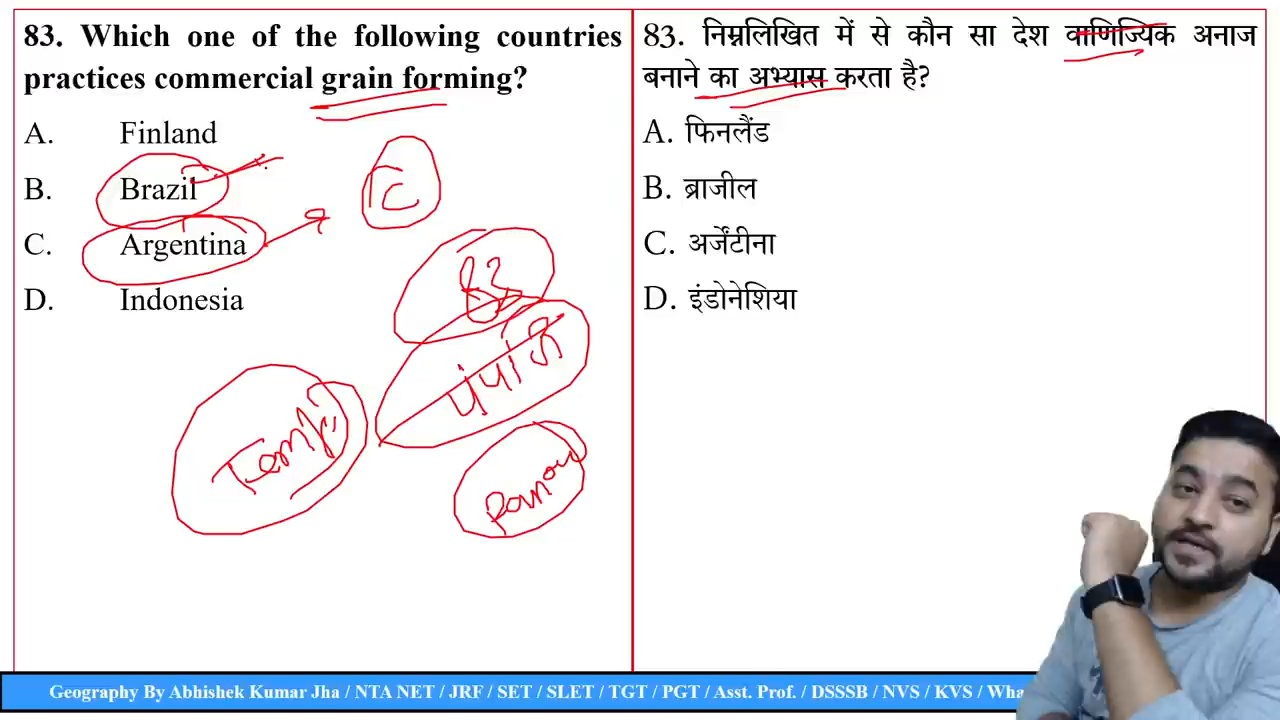 83. Which one of the following countries
practices commercial grain forming?
A. Finland
B. Brazil
C. Argentina
D. Indonesia
C
83
83. निम्नलिखित में से कौन सा देश वाणिज्यिक अनाज
बनाने का अभ्यास करता है?
A. फिनलैंड
B. ब्राजील
C. अर्जेंटीना
D. इंडोनेशिया
Geography By Abhishek Kumar Jha / NTA NET / JRF / SET / SLET / TGT / PGT / Asst. Prof. / DSSSB / NVS / KVS / Wha